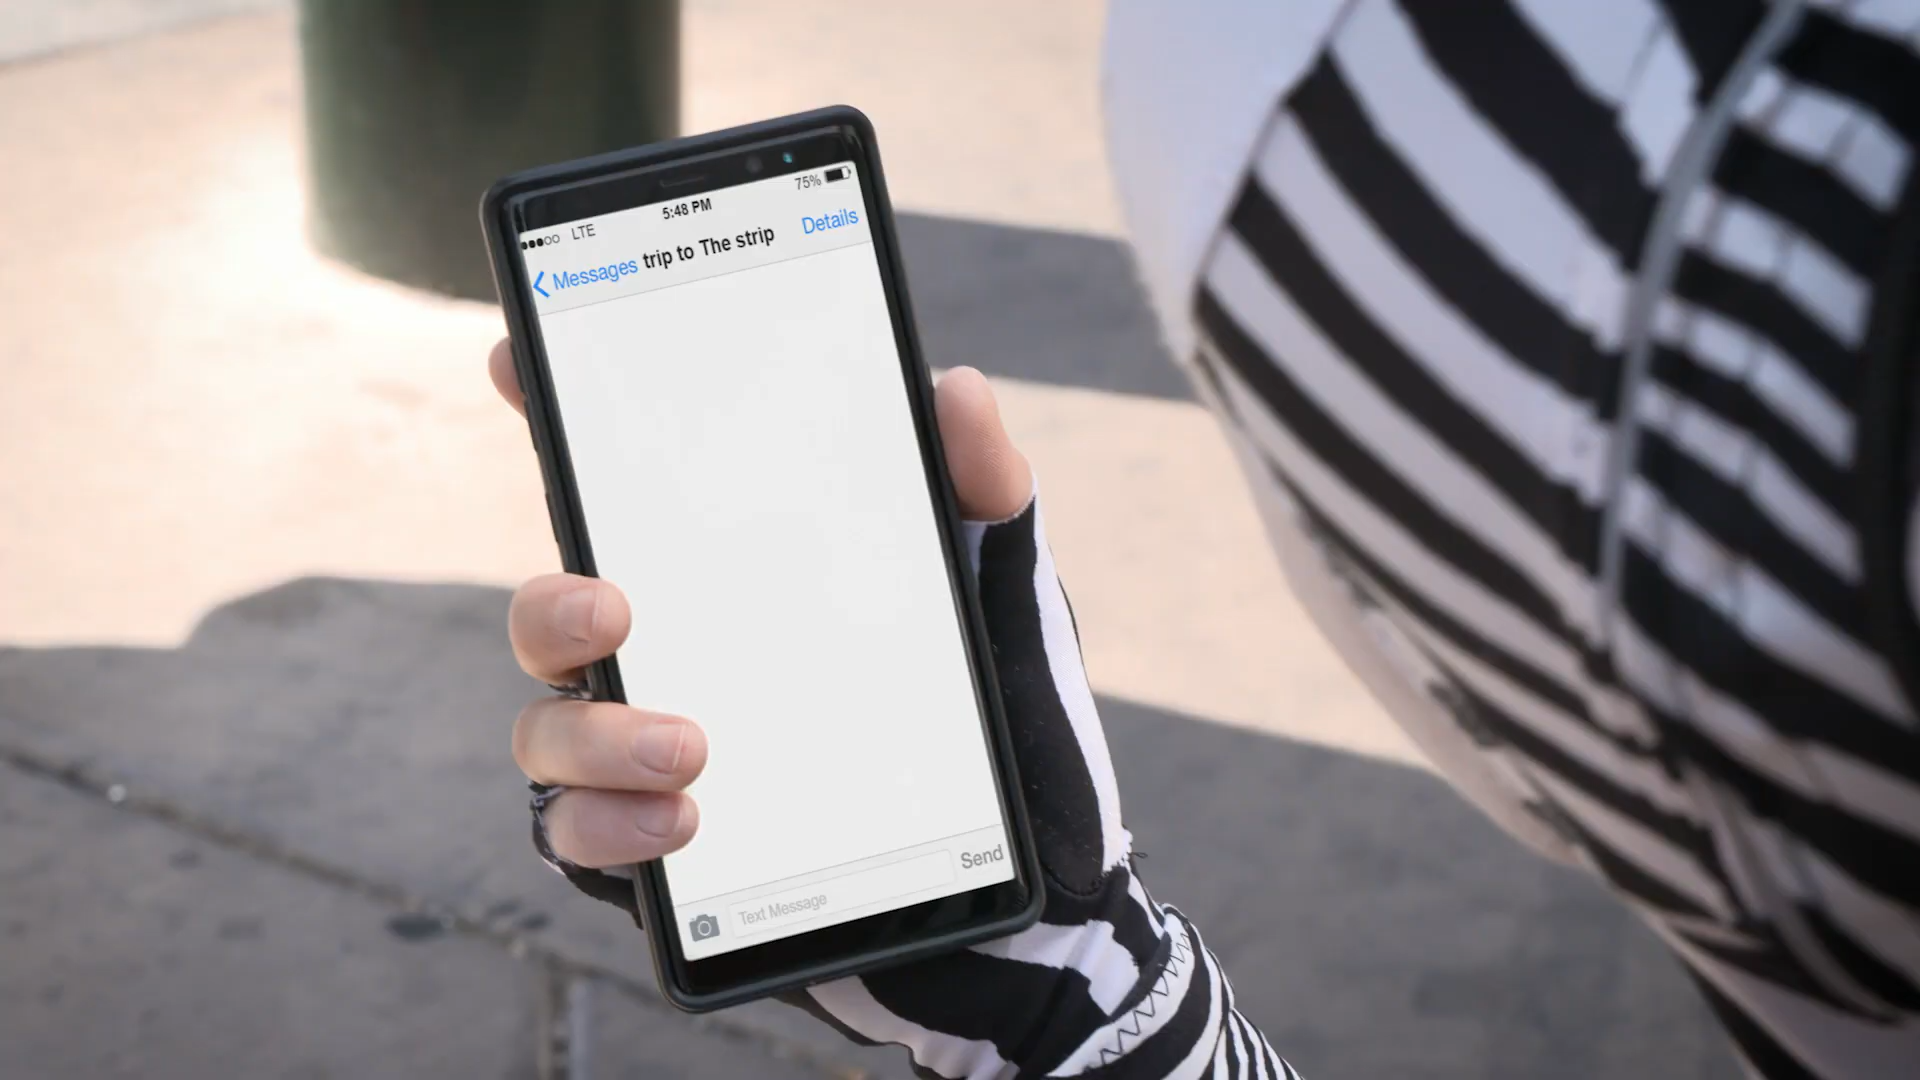 75%
5:48 PM
LTE
Messages trip to The strip Details
Text Message Send